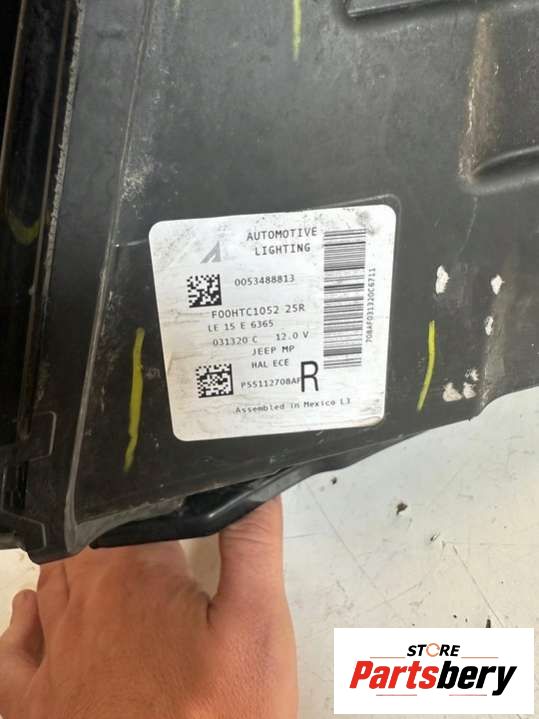 AUTOMOTIVE
LIGHTING
0053488813
F00HTC1052 25R
LE 15 E 6365
031320 C 12.0 V
JEEP MP
HAL ECE
P55112708AF R
Assembled in Mexico L3
708AF031320C6711
STORE
Partsbery